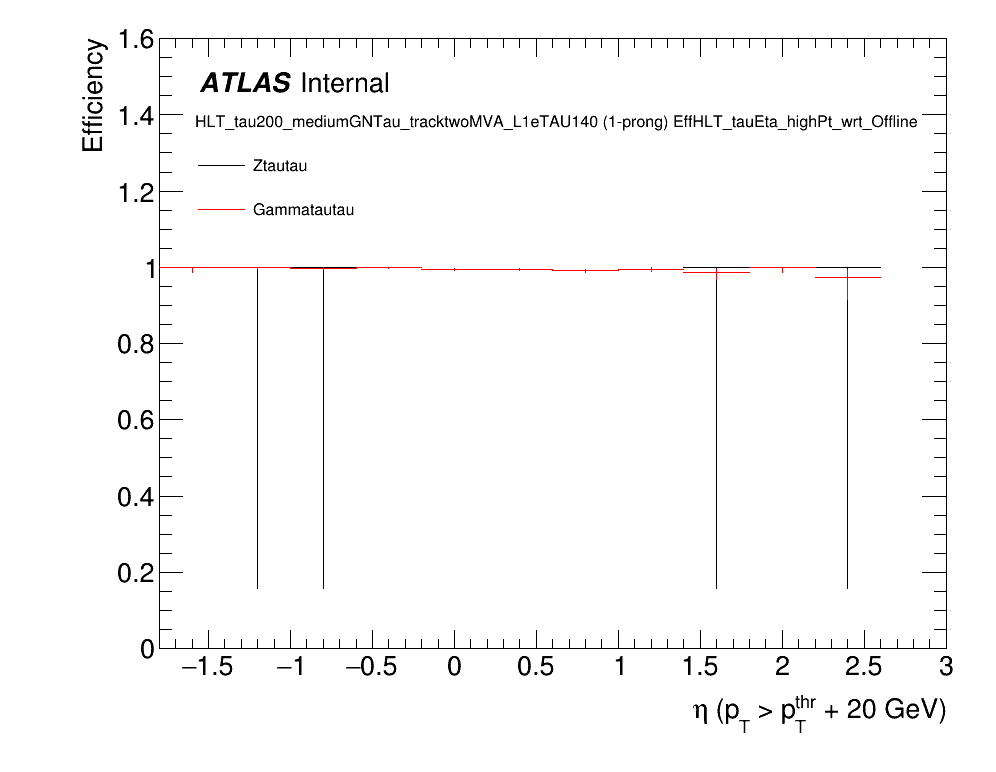 Efficiency
1.6
1.4
1.2
1
0.8
0.6
0.4
0.2
0
ATLAS Internal
HLT_tau200_mediumGNTau_tracktwoMVA_L1eTAU140 (1-prong) EffHLT_tauEta_highPt_wrt_Offline
Ztautau
Gammatautau
−1.5 −1 −0.5 0 0.5 1 1.5 2 2.5 3
η (p_T > p_T^thr + 20 GeV)